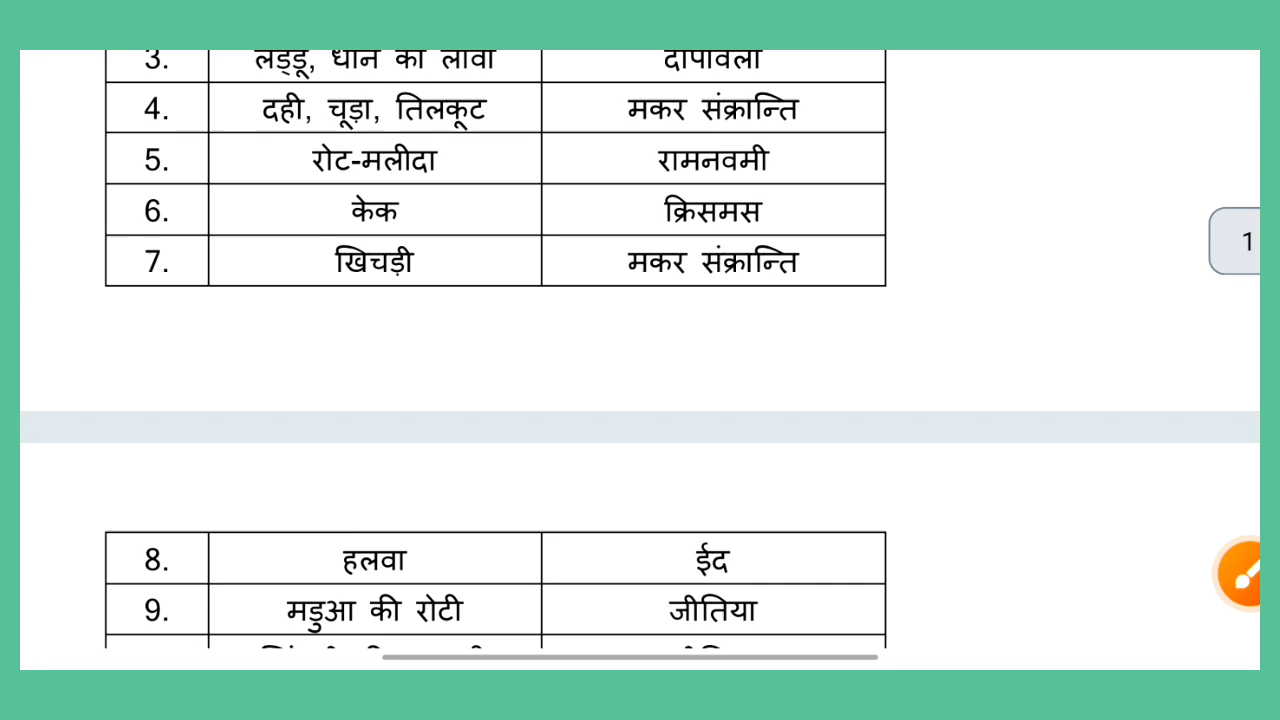 3. लड्डू, धान का लावा दीपावली
4. दही, चूड़ा, तिलकूट मकर संक्रान्ति
5. रोट-मलीदा रामनवमी
6. केक क्रिसमस
7. खिचड़ी मकर संक्रान्ति
1
8. हलवा ईद
9. मडुआ की रोटी जीतिया